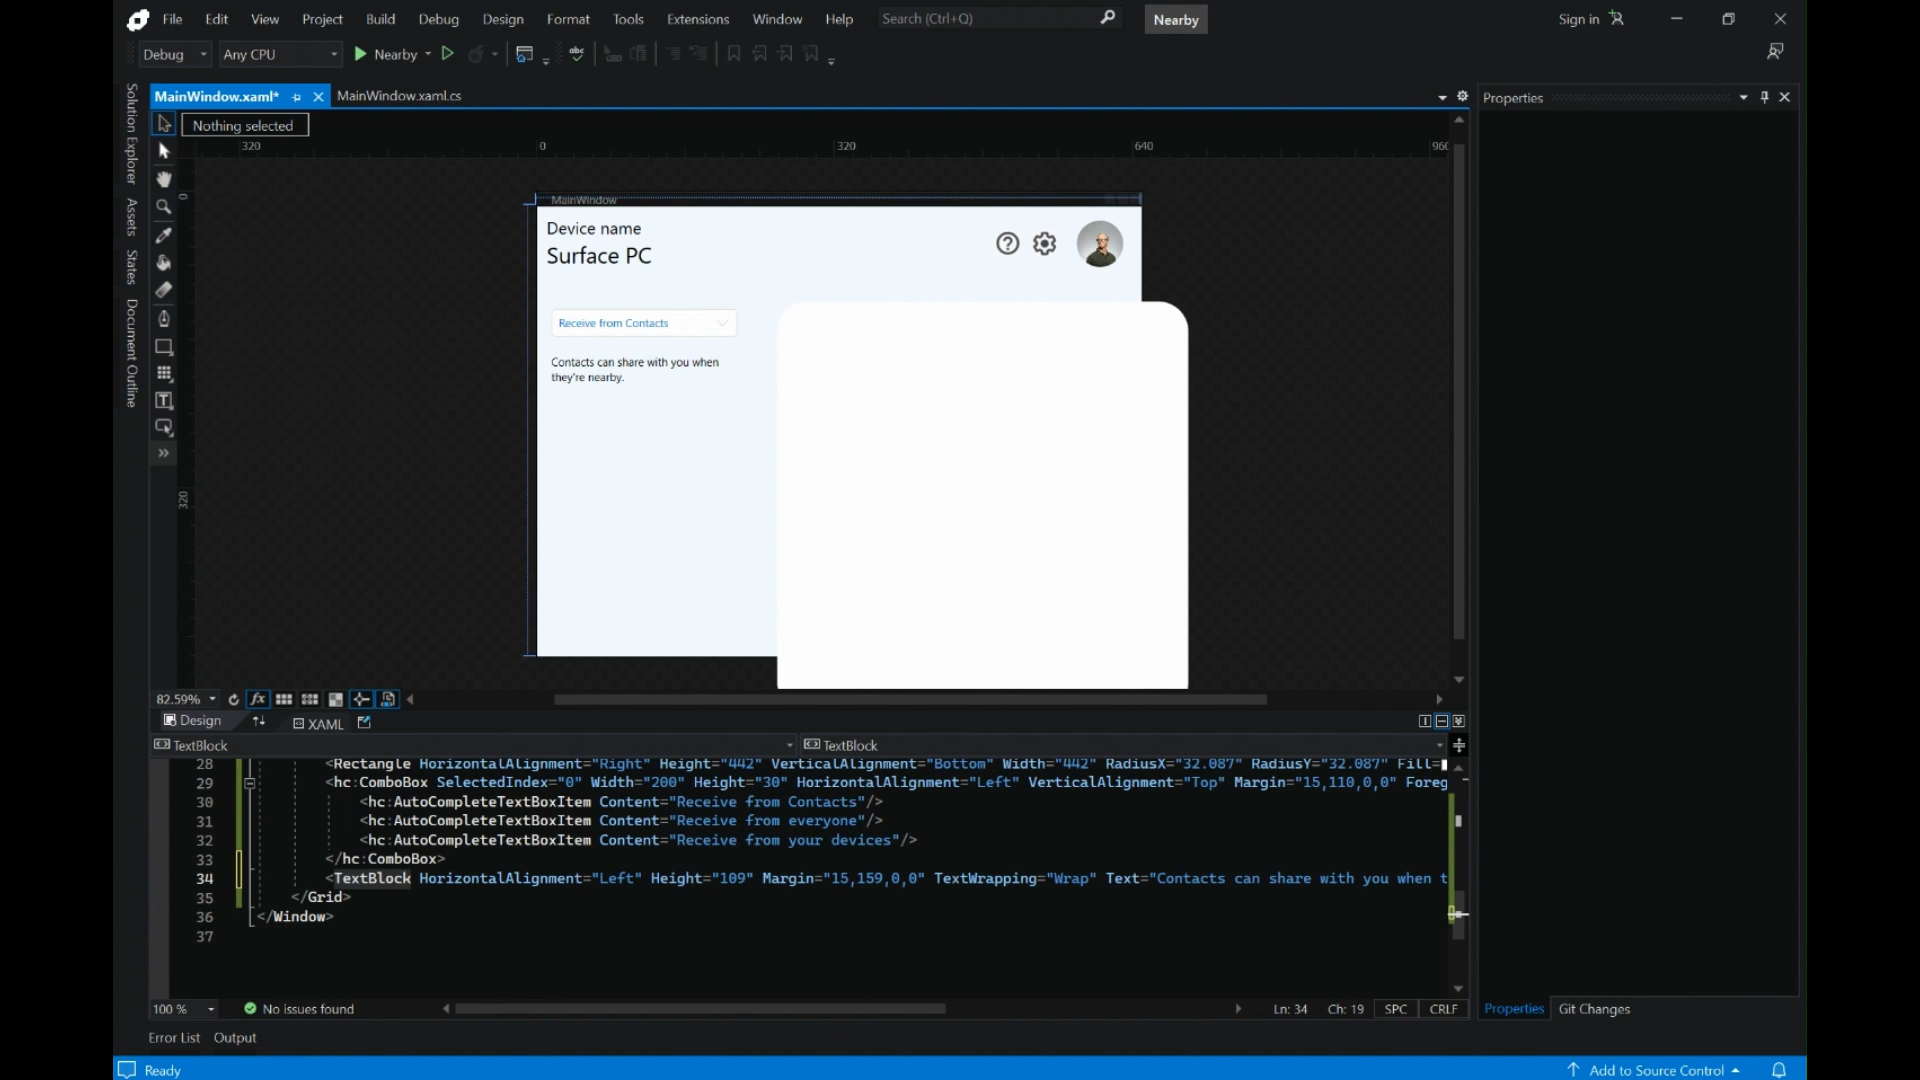 File Edit View Project Build Debug Design Format Tools Extensions Window Help Search (Ctrl+Q) Nearby Sign in
Debug Any CPU Nearby
MainWindow.xaml* MainWindow.xaml.cs
Properties
Nothing selected
320 0 320 640 960
0
320
Solution Explorer
Assets
States
Document Outline
MainWindow
Device name
Surface PC
Receive from Contacts
Contacts can share with you when
they're nearby.
82.59% fx
Design XAML
TextBlock TextBlock
28 <Rectangle HorizontalAlignment="Right" Height="442" VerticalAlignment="Bottom" Width="442" RadiusX="32.087" RadiusY="32.087" Fill=
29 <hc:ComboBox SelectedIndex="0" Width="200" Height="30" HorizontalAlignment="Left" VerticalAlignment="Top" Margin="15,110,0,0" Foreg
30 <hc:AutoCompleteTextBoxItem Content="Receive from Contacts"/>
31 <hc:AutoCompleteTextBoxItem Content="Receive from everyone"/>
32 <hc:AutoCompleteTextBoxItem Content="Receive from your devices"/>
33 </hc:ComboBox>
34 <TextBlock HorizontalAlignment="Left" Height="109" Margin="15,159,0,0" TextWrapping="Wrap" Text="Contacts can share with you when t
35 </Grid>
36 </Window>
37
100 % No issues found Ln: 34 Ch: 19 SPC CRLF
Properties Git Changes
Error List Output
Ready Add to Source Control